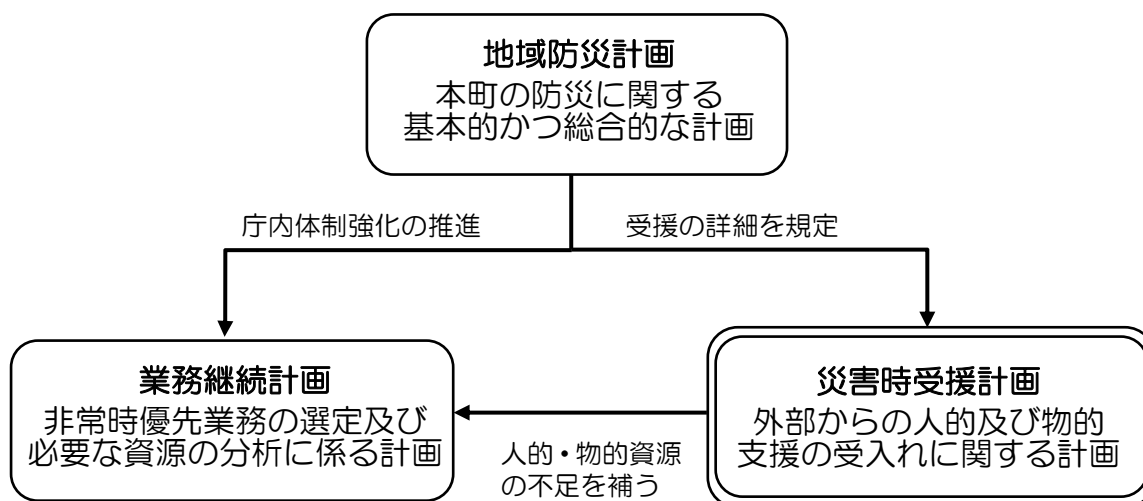 地域防災計画
本町の防災に関する
基本的かつ総合的な計画
庁内体制強化の推進
受援の詳細を規定
業務継続計画
非常時優先業務の選定及び
必要な資源の分析に係る計画
災害時受援計画
外部からの人的及び物的
支援の受入れに関する計画
人的・物的資源
の不足を補う